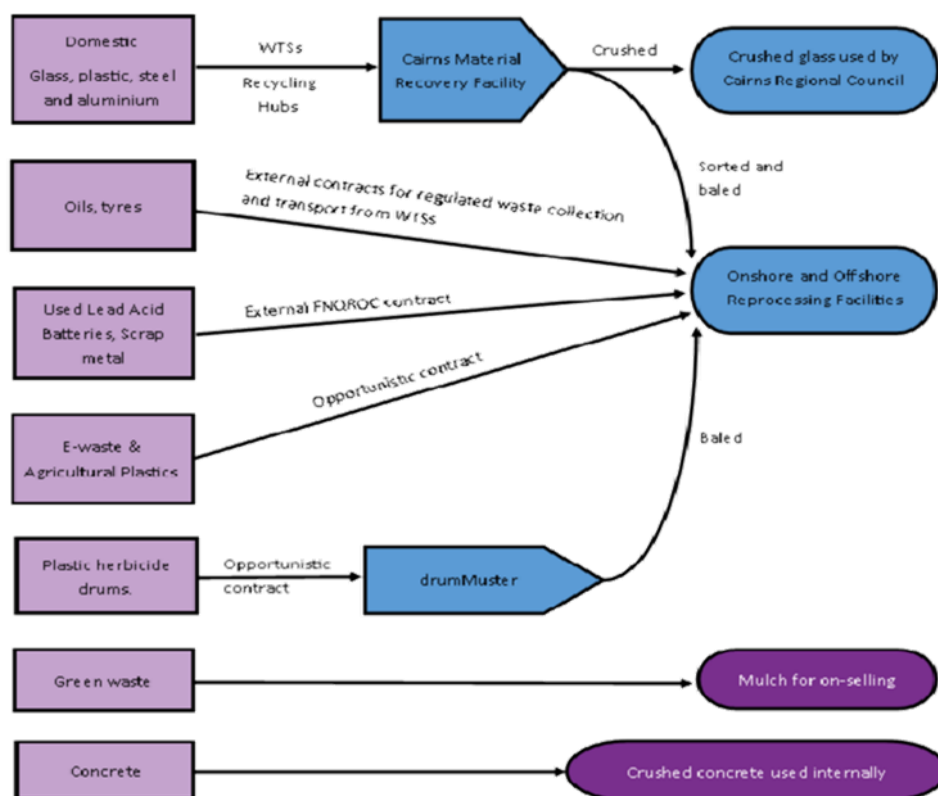 Domestic
Glass, plastic, steel
and aluminium
WTSs
Recycling
Hubs
Cairns Material
Recovery Facility
Crushed
Crushed glass used by
Cairns Regional Council
Sorted and
baled
Oils, tyres
External contracts for regulated waste collection
and transport from WTSs
Onshore and Offshore
Reprocessing Facilities
Used Lead Acid
Batteries, Scrap
metal
External FNQROC contract
Opportunistic contract
E-waste &
Agricultural Plastics
Baled
Plastic herbicide
drums.
Opportunistic
contract
drumMuster
Green waste
Mulch for on-selling
Concrete
Crushed concrete used internally